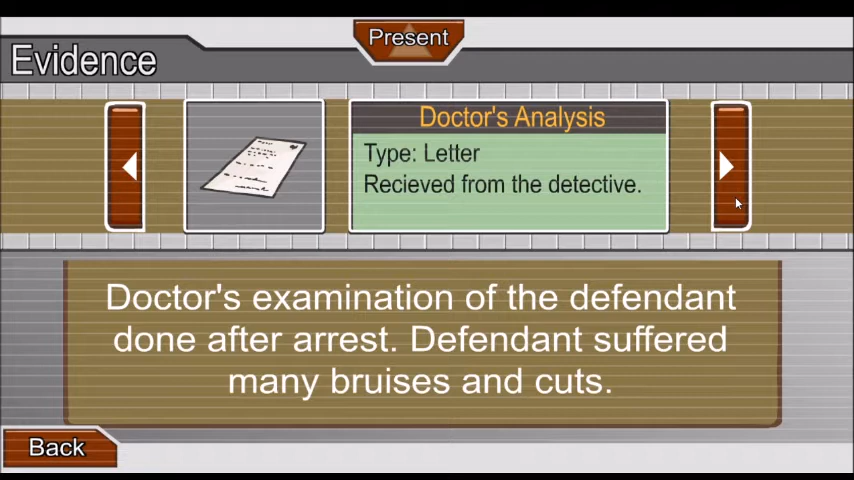 Present
Evidence
Doctor's Analysis
Type: Letter
Recieved from the detective.
Doctor's examination of the defendant
done after arrest. Defendant suffered
many bruises and cuts.
Back